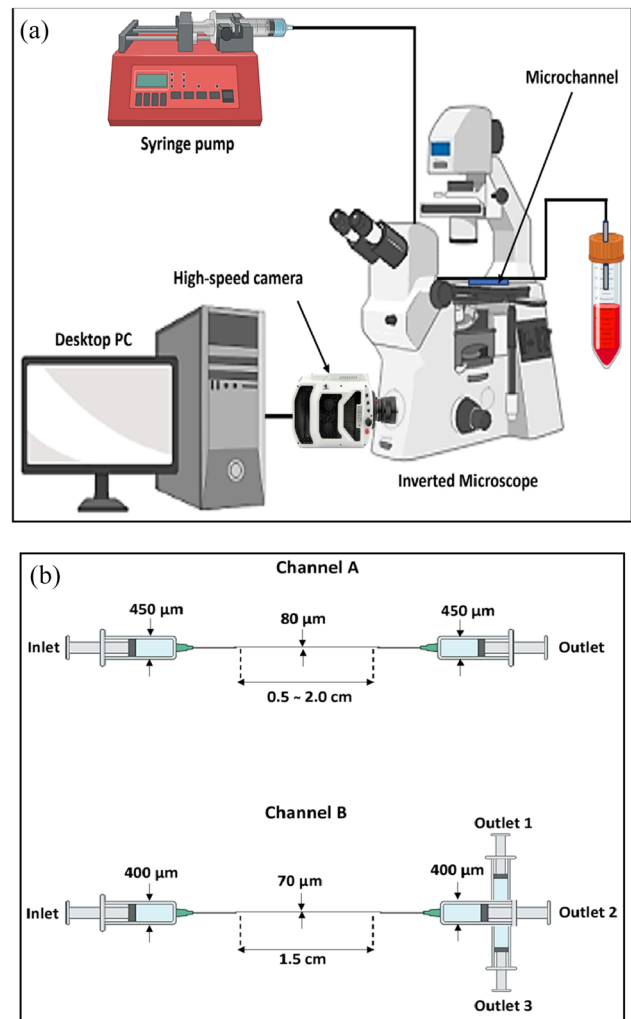 (a)
Syringe pump
Microchannel
High-speed camera
Desktop PC
Inverted Microscope
(b)
Channel A
450 µm
80 µm
450 µm
Inlet
Outlet
0.5 ~ 2.0 cm
Channel B
Outlet 1
400 µm
70 µm
400 µm
Inlet
Outlet 2
1.5 cm
Outlet 3